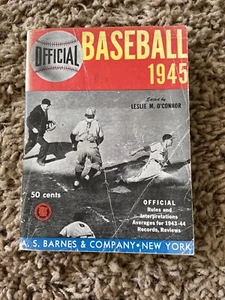 OFFICIAL
BASEBALL
1945
Edited by
LESLIE M. O'CONNOR
50 cents
OFFICIAL
Rules and
Interpretations
Averages for 1943-44
Records, Reviews
A. S. BARNES & COMPANY • NEW YORK